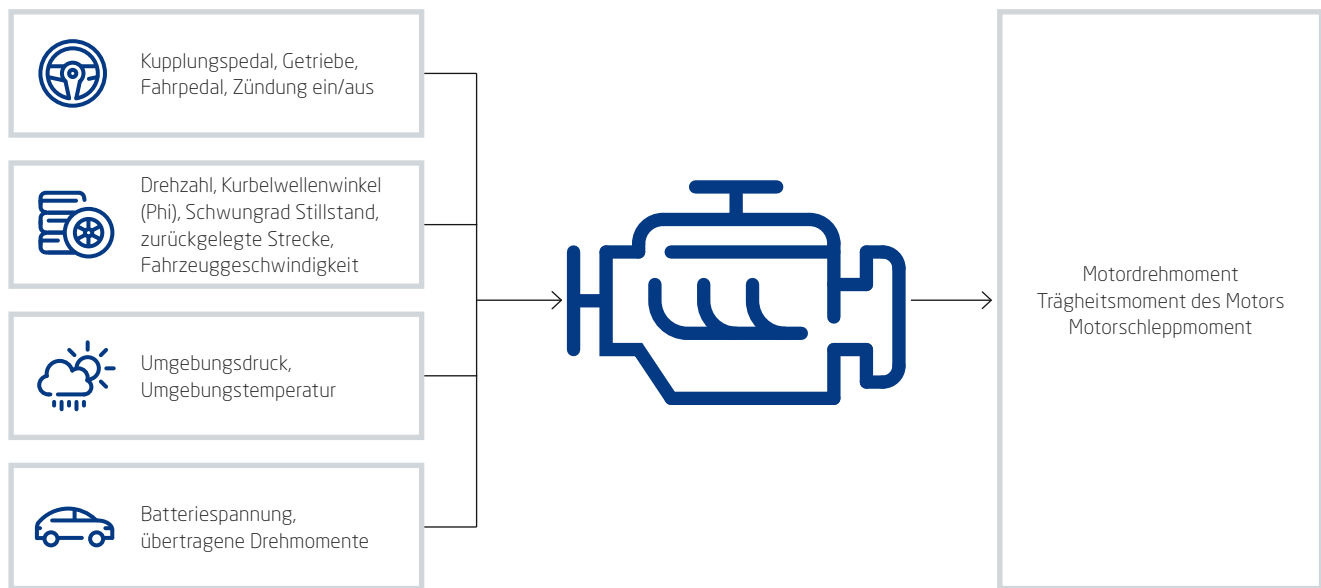 Kupplungspedal, Getriebe,
Fahrpedal, Zündung ein/aus
Drehzahl, Kurbelwellenwinkel
(Phi), Schwungrad Stillstand,
zurückgelegte Strecke,
Fahrzeuggeschwindigkeit
Umgebungsdruck,
Umgebungstemperatur
Batteriespannung,
übertragene Drehmomente
Motordrehmoment
Trägheitsmoment des Motors
Motorschleppmoment